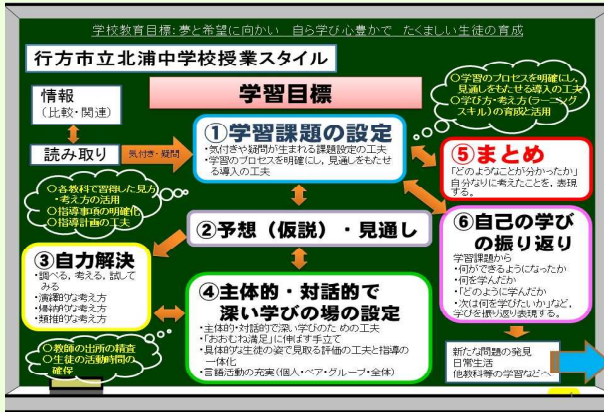 学校教育目標:夢と希望に向かい 自ら学び心豊かで たくましい生徒の育成
行方市立北浦中学校授業スタイル
学習目標
情報
(比較・関連)
読み取り
気付き・疑問
○学習のプロセスを明確にし,
見通しをもたせる導入の工夫
○学び方・考え方(ラーニング
スキル)の育成と活用
①学習課題の設定
・気付きや疑問が生まれる課題設定の工夫
・学習のプロセスを明確にし,見通しをもたせ
る導入の工夫
⑤まとめ
「どのようなことが分かったか」
自分なりに考えたことを、表現
する。
○各教科で習得した見方
・考え方の活用
○指導事項の明確化
○指導計画の工夫
②予想(仮説)・見通し
⑥自己の学び
の振り返り
学習課題から
・何ができるようになったか
・何を学んだか
・「どのように学んだか
・次は何を学びたいか」など,
学びを振り返り表現する。
③自力解決
・調べる,考える,試して
みる
・演繹的な考え方
・帰納的な考え方
・類推的な考え方
④主体的・対話的で
深い学びの場の設定
・主体的・対話的で深い学びのため の工夫
・「おおむね満足」に伸ばす手立て
・具体的な生徒の姿で見取る評価の工夫と指導の
一体化
・言語活動の充実(個人・ペア・グループ・全体)
○教師の出所の精査
○生徒の活動時間の
確保
新たな問題の発見
日常生活
他教科等の学習など